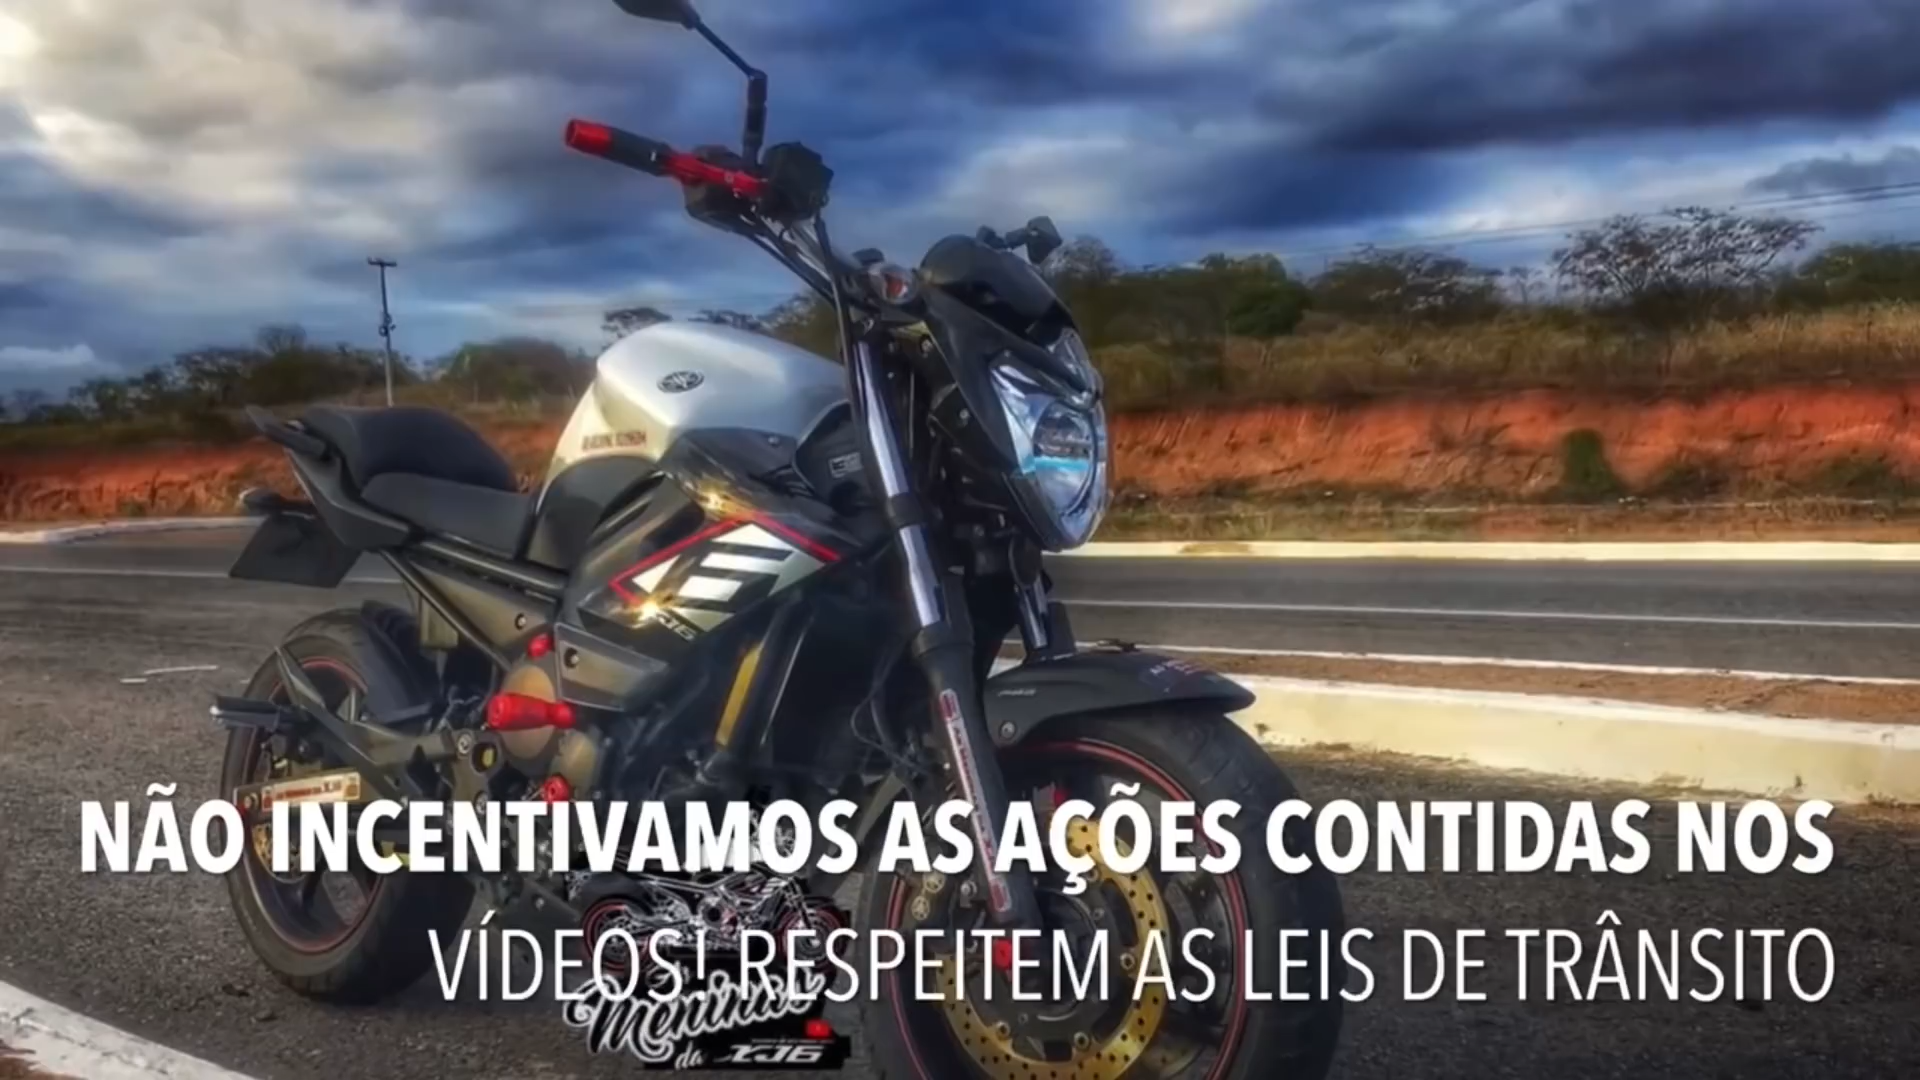 NÃO INCENTIVAMOS AS AÇÕES CONTIDAS NOS
VÍDEOS! RESPEITEM AS LEIS DE TRÂNSITO
Meninas
da XJ6